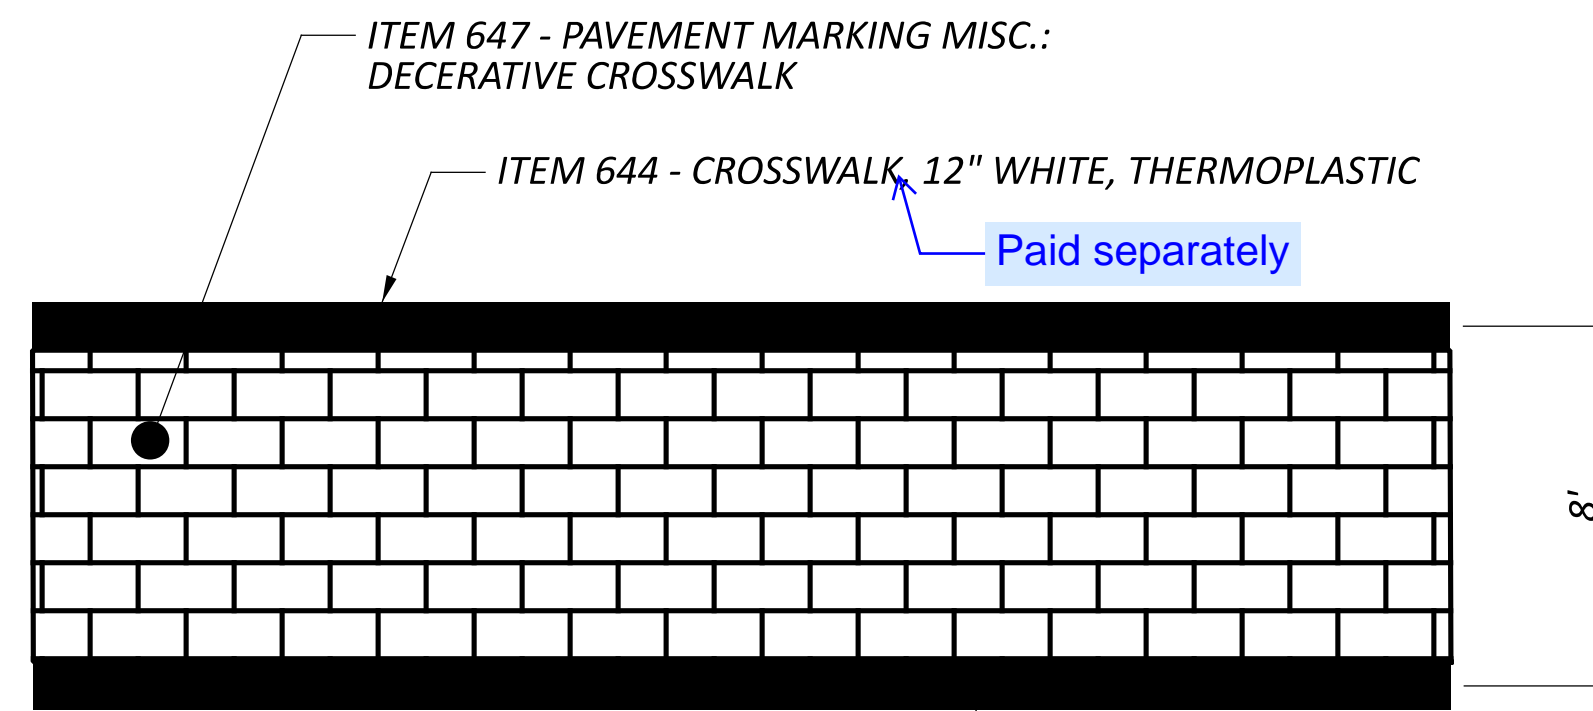 ITEM 647 - PAVEMENT MARKING MISC.:
DECERATIVE CROSSWALK
ITEM 644 - CROSSWALK, 12" WHITE, THERMOPLASTIC
Paid separately
8'